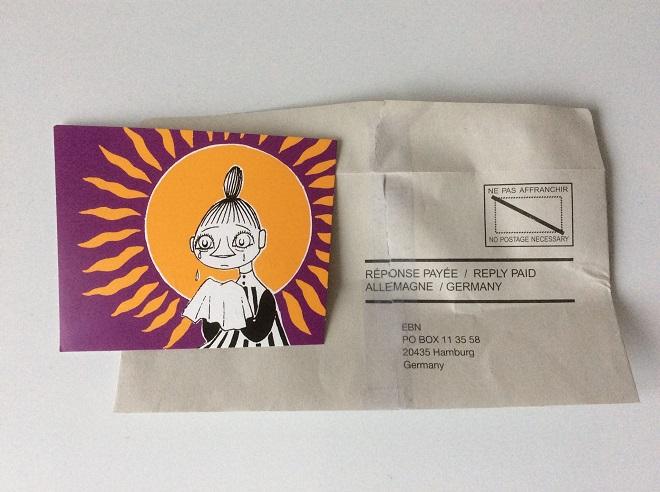 NE PAS AFFRANCHIR
NO POSTAGE NECESSARY
RÉPONSE PAYÉE / REPLY PAID
ALLEMAGNE / GERMANY
EBN
PO BOX 11 35 58
20435 Hamburg
Germany